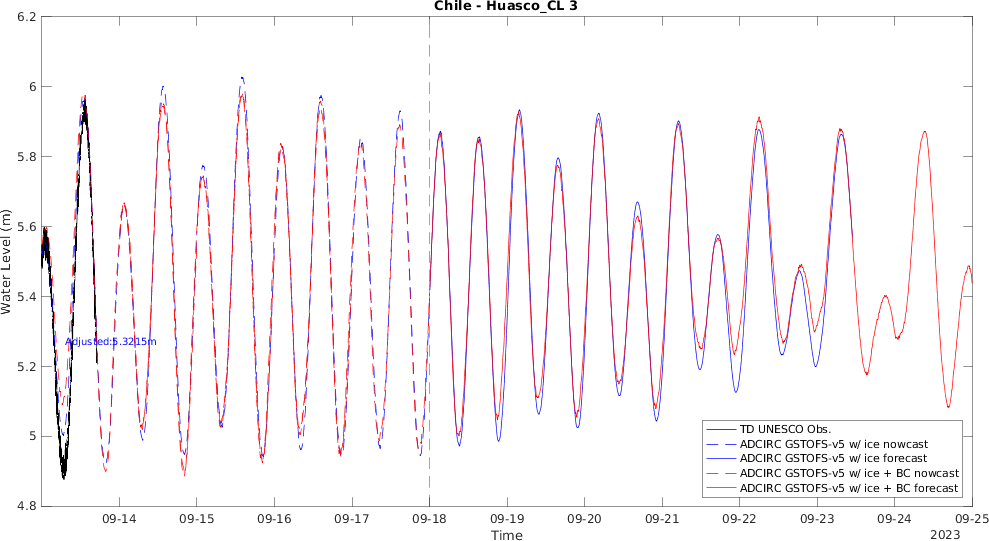 Chile - Huasco_CL 3
Water Level (m)
6.2
6
5.8
5.6
5.4
5.2
5
4.8
Adjusted:5.3215m
TD UNESCO Obs.
ADCIRC GSTOFS-v5 w/ ice nowcast
ADCIRC GSTOFS-v5 w/ ice forecast
ADCIRC GSTOFS-v5 w/ ice + BC nowcast
ADCIRC GSTOFS-v5 w/ ice + BC forecast
09-14 09-15 09-16 09-17 09-18 09-19 09-20 09-21 09-22 09-23 09-24 09-25
Time
2023